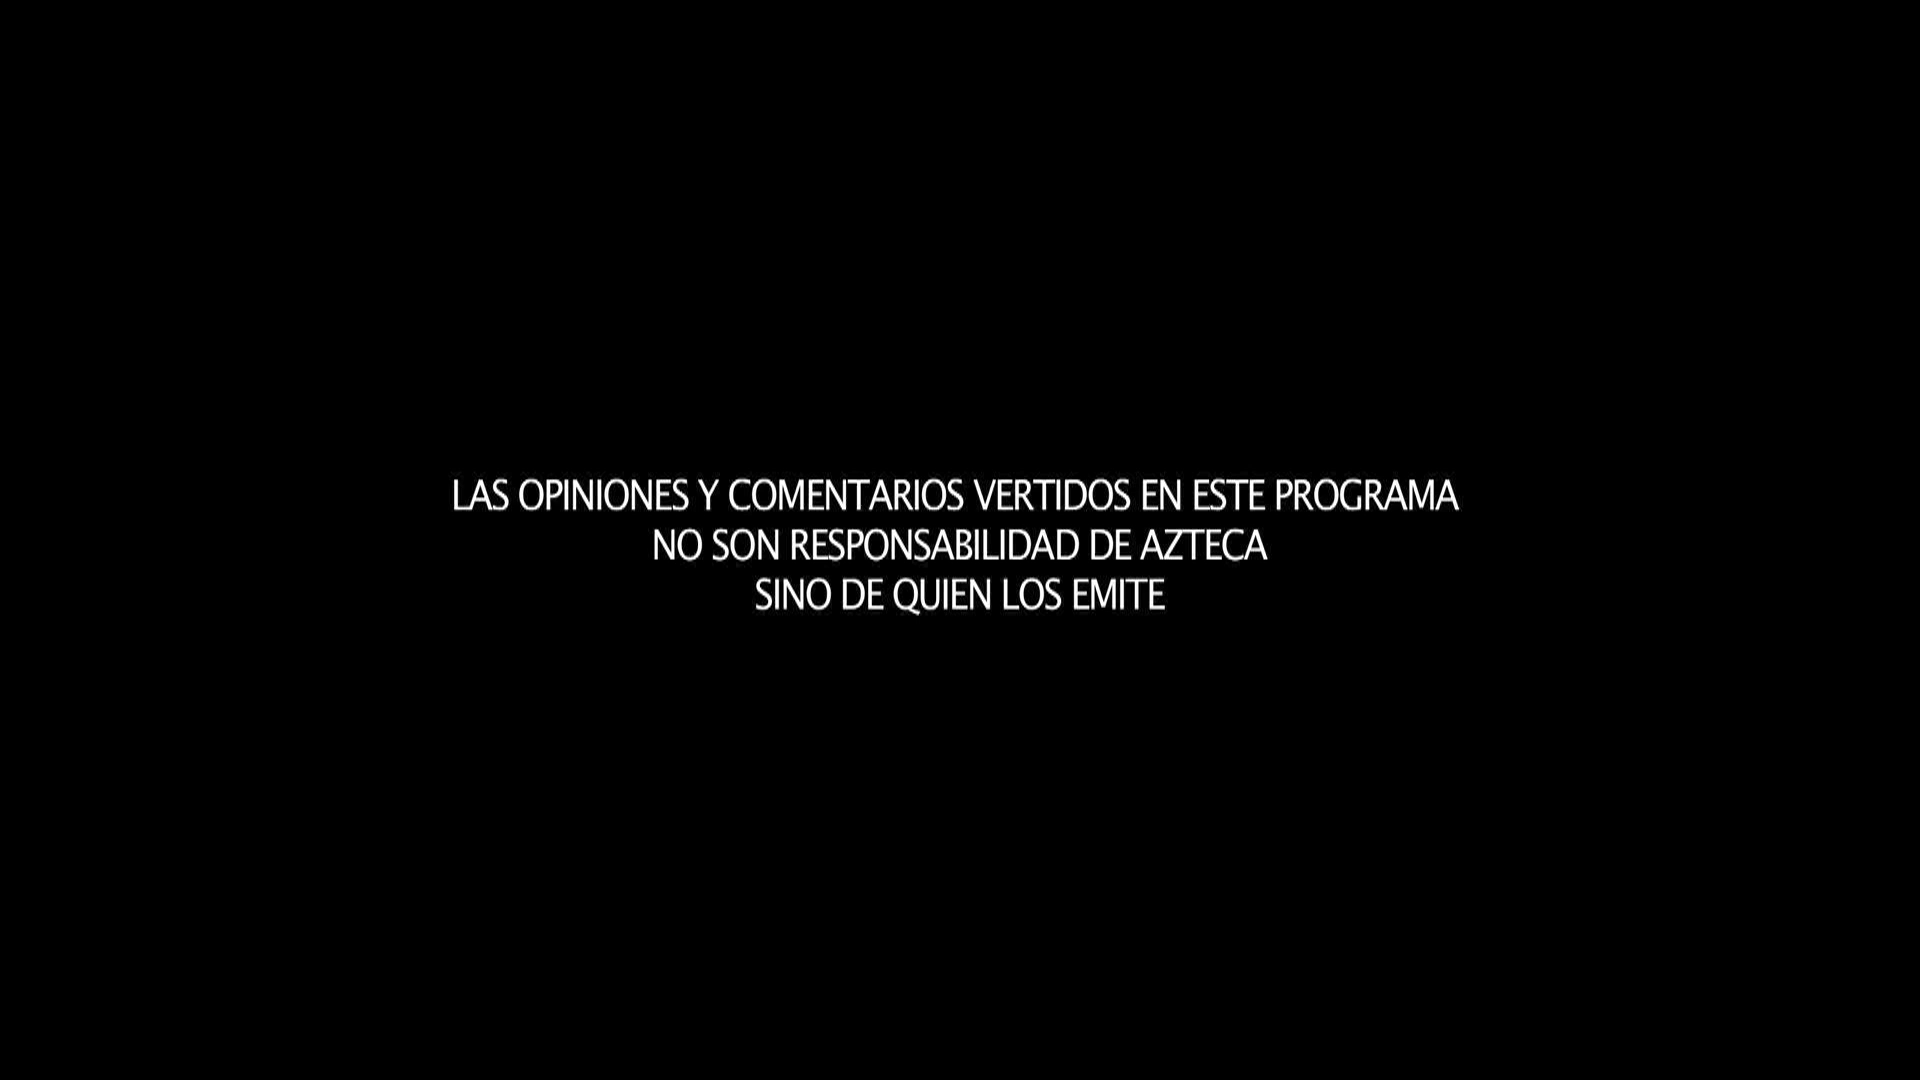 LAS OPINIONES Y COMENTARIOS VERTIDOS EN ESTE PROGRAMA
NO SON RESPONSABILIDAD DE AZTECA
SINO DE QUIEN LOS EMITE